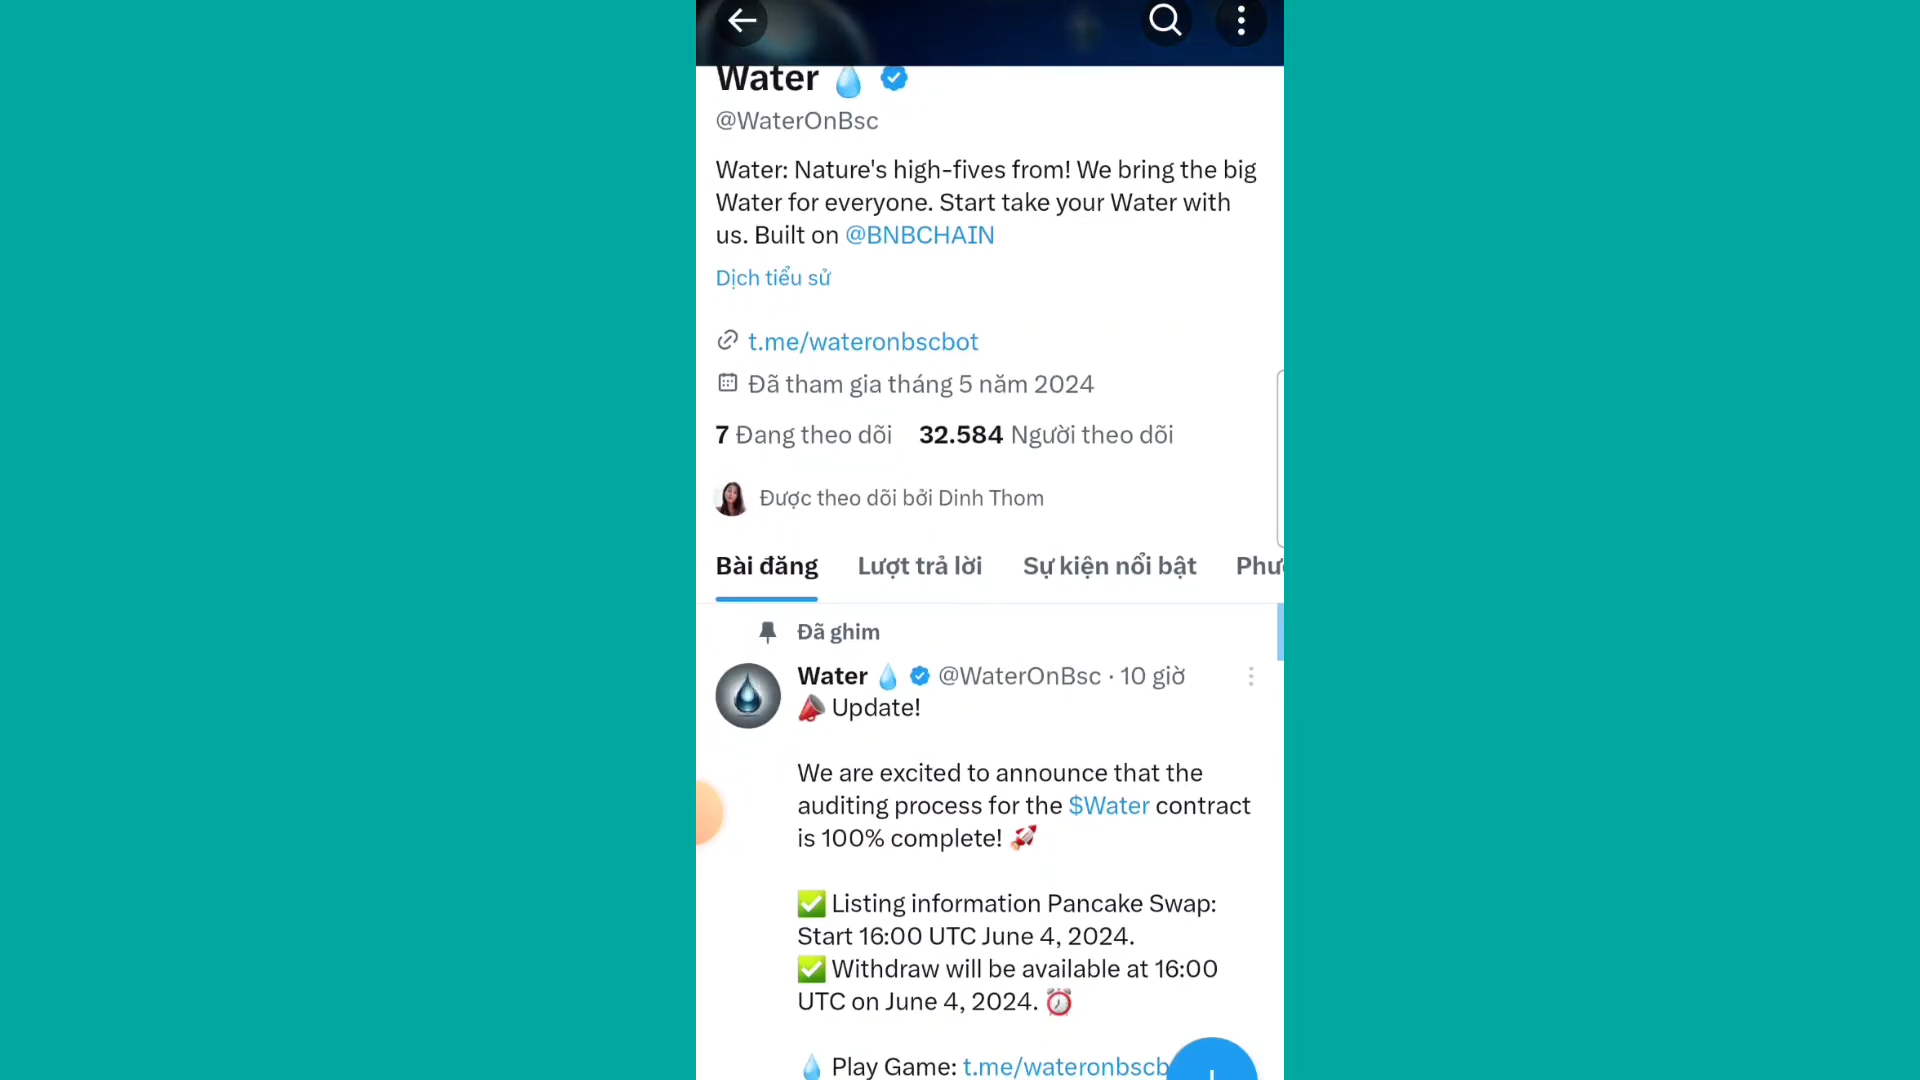 Water 💧
@WaterOnBsc
Water: Nature's high-fives from! We bring the big
Water for everyone. Start take your Water with
us. Built on @BNBCHAIN
Dịch tiểu sử
t.me/wateronbscbot
Đã tham gia tháng 5 năm 2024
7 Đang theo dõi 32.584 Người theo dõi
Được theo dõi bởi Dinh Thom
Bài đăng Lượt trả lời Sự kiện nổi bật Phư
Đã ghim
Water 💧 @WaterOnBsc · 10 giờ
📣 Update!
We are excited to announce that the
auditing process for the $Water contract
is 100% complete! 🚀
✅ Listing information Pancake Swap:
Start 16:00 UTC June 4, 2024.
✅ Withdraw will be available at 16:00
UTC on June 4, 2024. ⏰
💧 Play Game: t.me/wateronbscb